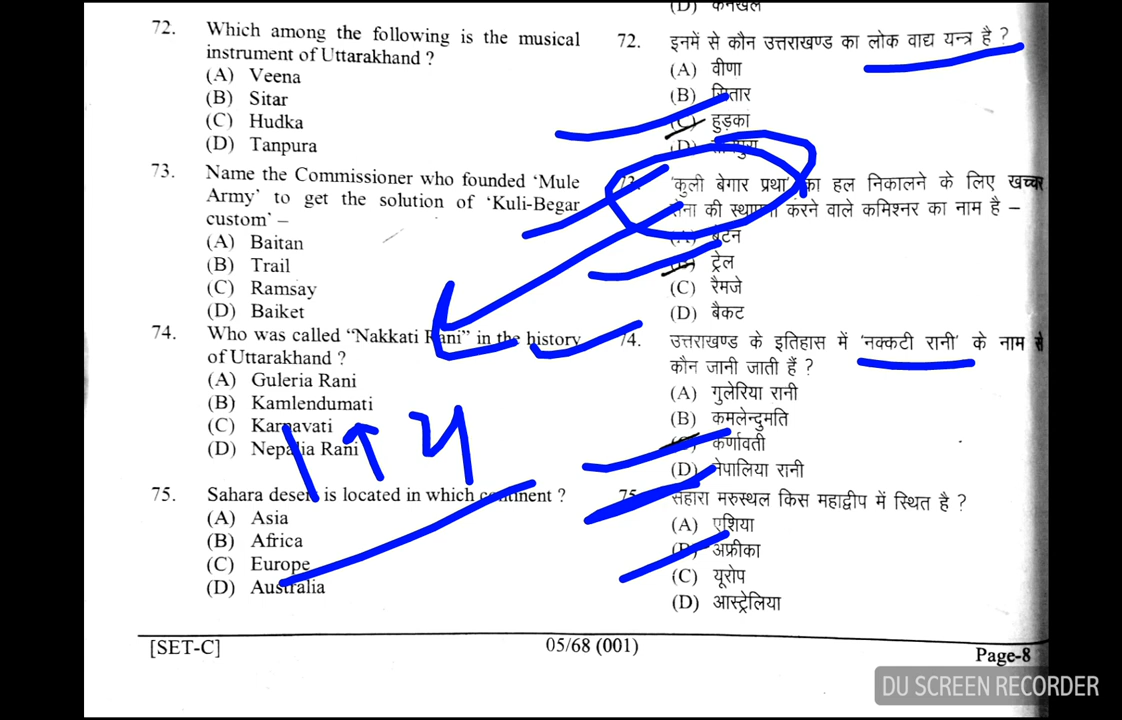 (D) कनखल
72. Which among the following is the musical
instrument of Uttarakhand ?
(A) Veena
(B) Sitar
(C) Hudka
(D) Tanpura
73. Name the Commissioner who founded ‘Mule
Army’ to get the solution of ‘Kuli-Begar
custom’ –
(A) Baitan
(B) Trail
(C) Ramsay
(D) Baiket
74. Who was called “Nakkati Rani” in the history
of Uttarakhand ?
(A) Guleria Rani
(B) Kamlendumati
(C) Karnavati
(D) Nepalia Rani
75. Sahara desert is located in which continent ?
(A) Asia
(B) Africa
(C) Europe
(D) Australia
72. इनमें से कौन उत्तराखण्ड का लोक वाद्य यन्त्र है ?
(A) वीणा
(B) सितार
(C) हुड़का
(D) तानपुरा
73. ‘कुली बेगार प्रथा’ का हल निकालने के लिए खच्चर
सेना की स्थापना करने वाले कमिश्नर का नाम है –
(A) बैटन
(B) ट्रेल
(C) रैमजे
(D) बैकट
74. उत्तराखण्ड के इतिहास में ‘नक्कटी रानी’ के नाम से
कौन जानी जाती हैं ?
(A) गुलेरिया रानी
(B) कमलेन्दुमति
(C) कर्णावती
(D) नेपालिया रानी
75. सहारा मरुस्थल किस महाद्वीप में स्थित है ?
(A) एशिया
(B) अफ्रीका
(C) यूरोप
(D) आस्ट्रेलिया
[SET-C] 05/68 (001) Page-8
DU SCREEN RECORDER